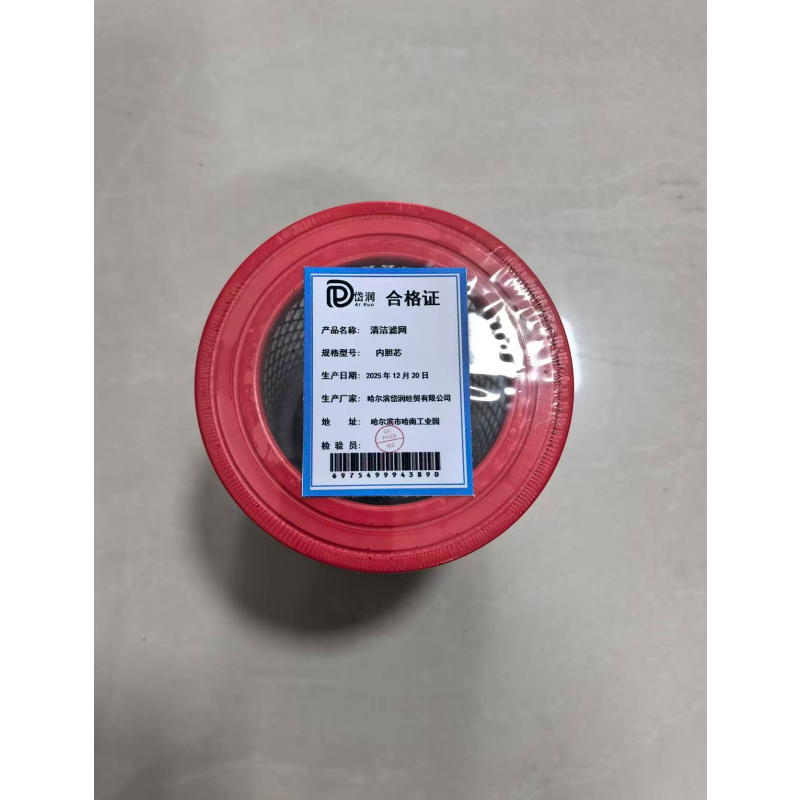 岱润
Ai Run
合格证
产品名称: 清洁滤网
规格型号: 内胆芯
生产日期: 2025 年 12 月 20 日
生产厂家: 哈尔滨岱润经贸有限公司
地 址: 哈尔滨市哈南工业园
检 验 员:
QC
PASS
6975499943890